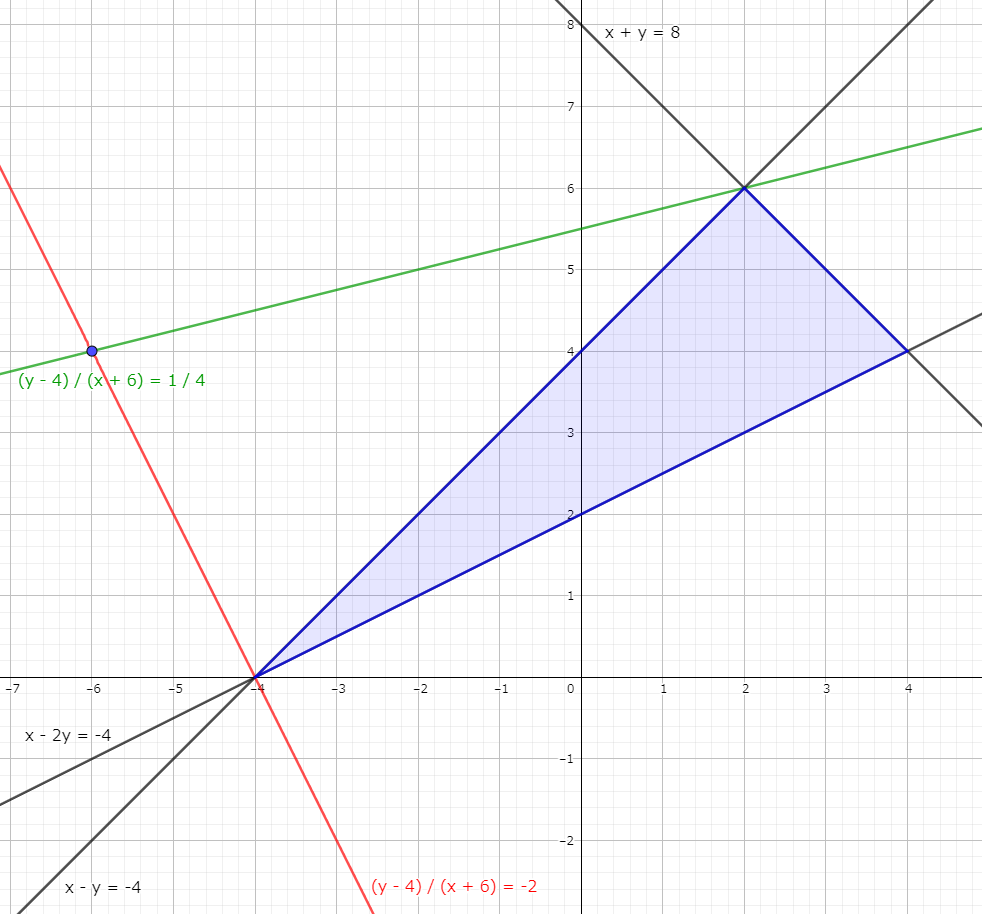 8
x + y = 8
7
6
5
4
(y - 4) / (x + 6) = 1 / 4
3
2
1
-7 -6 -5 -4 -3 -2 -1 0 1 2 3 4
x - 2y = -4
-1
-2
x - y = -4
(y - 4) / (x + 6) = -2